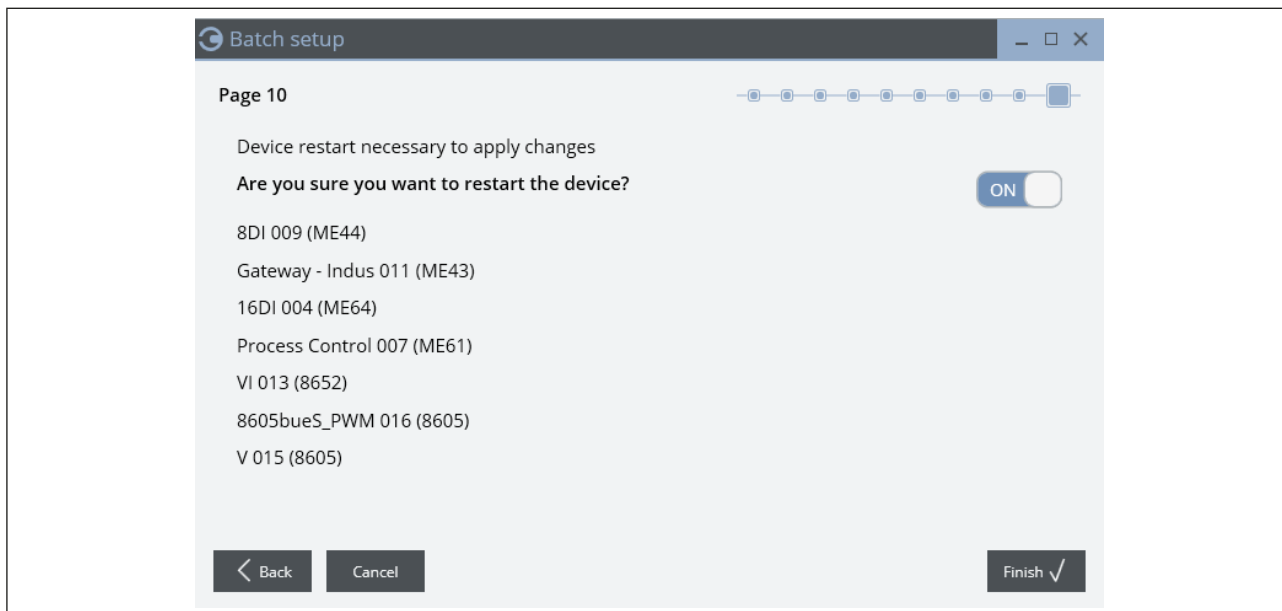 Batch setup
Page 10
Device restart necessary to apply changes
Are you sure you want to restart the device?
ON
8DI 009 (ME44)
Gateway - Indus 011 (ME43)
16DI 004 (ME64)
Process Control 007 (ME61)
VI 013 (8652)
8605bueS_PWM 016 (8605)
V 015 (8605)
Back
Cancel
Finish